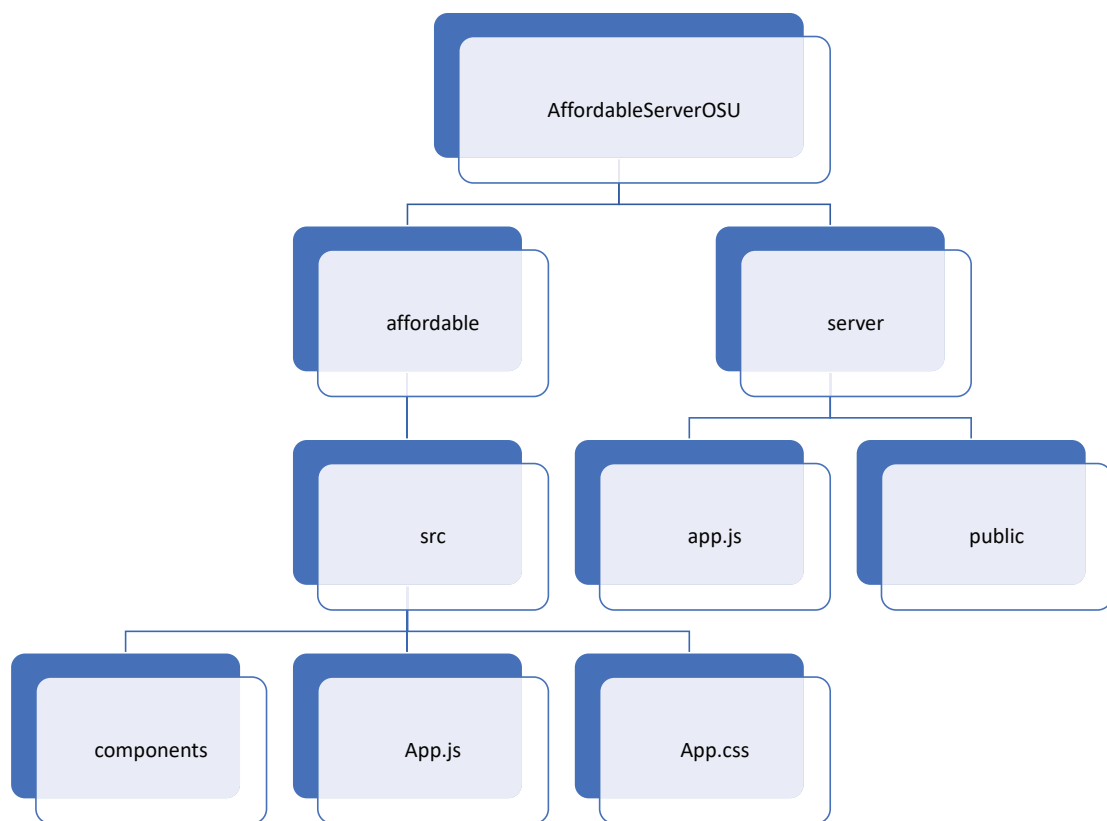 AffordableServerOSU
affordable
server
src
app.js
public
components
App.js
App.css